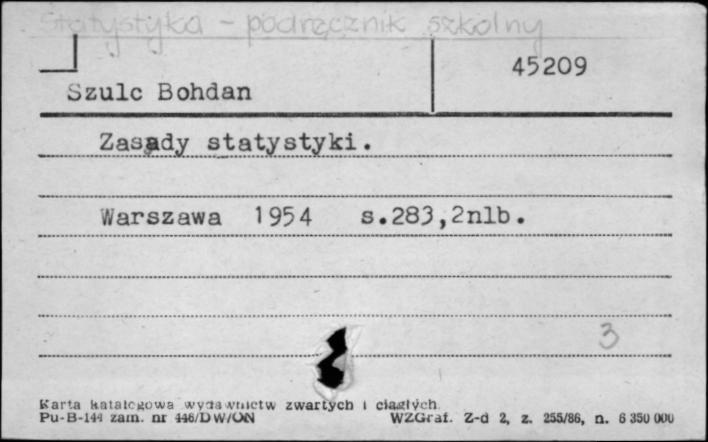 Statystyka - podręcznik szkolny
45209
Szulc Bohdan
Zasady statystyki.
Warszawa 1954 s.283,2nlb.
3
Karta katalogowa wydawnictw zwartych i ciągłych.
Pu-B-144 zam. nr 446/DW/ON WZGraf. Z-d 2, z. 255/86, n. 6 350 000